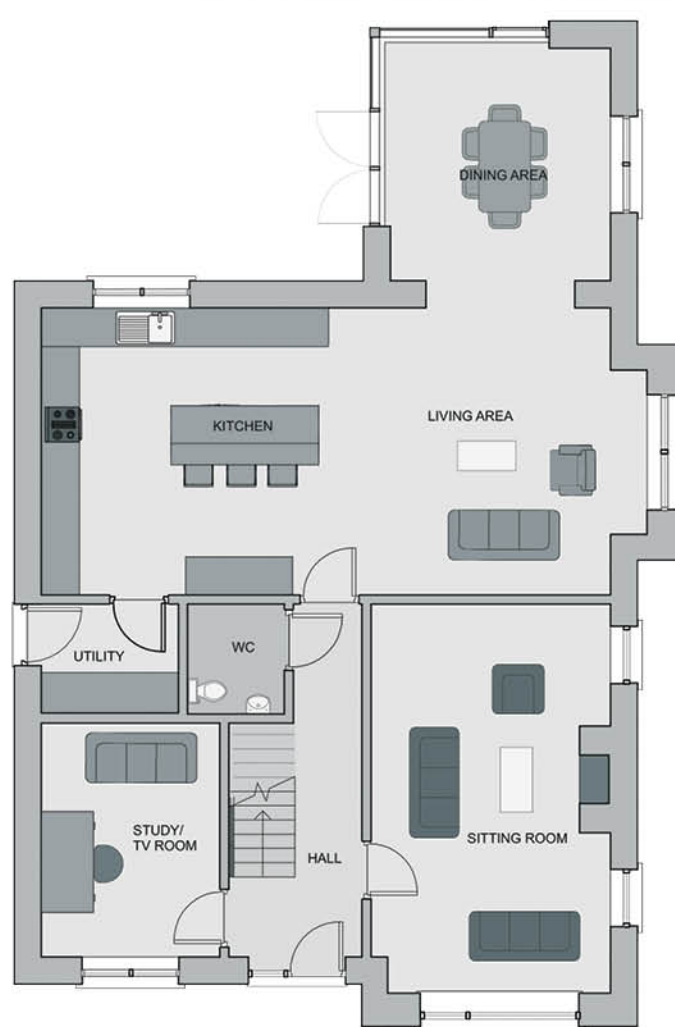 DINING AREA
LIVING AREA
KITCHEN
WC
UTILITY
STUDY/
TV ROOM
SITTING ROOM
HALL